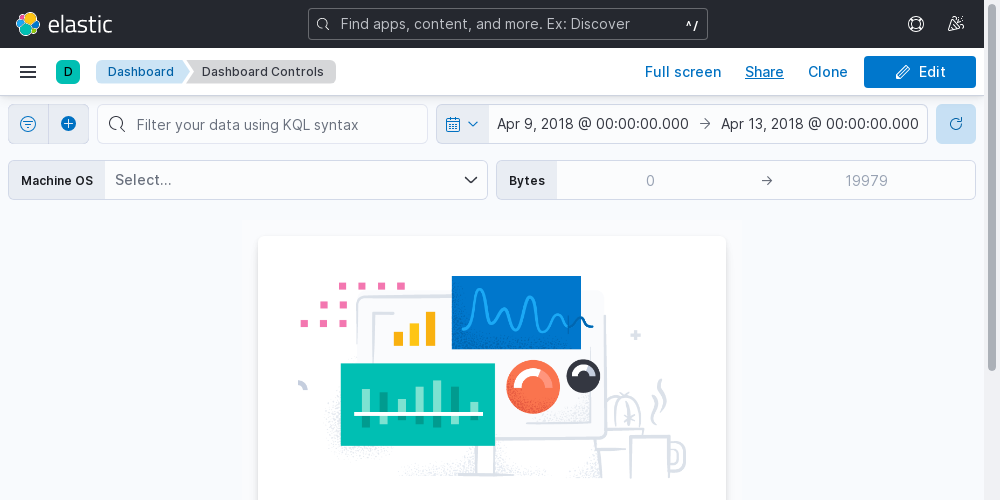 elastic
Find apps, content, and more. Ex: Discover ^/
D Dashboard Dashboard Controls Full screen Share Clone Edit
Filter your data using KQL syntax Apr 9, 2018 @ 00:00:00.000 → Apr 13, 2018 @ 00:00:00.000
Machine OS Select... Bytes 0 → 19979